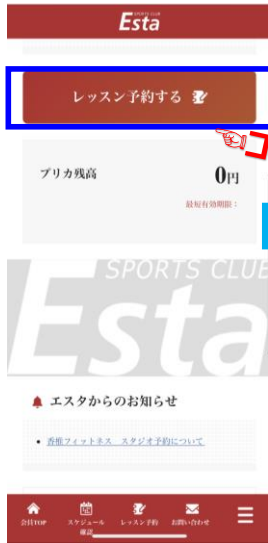 SPORTS CLUB
Esta
レッスン予約する
プリカ残高
0円
最短有効期限：
SPORTS CLUB
Esta
エスタからのお知らせ
香椎フィットネス スタジオ予約について
会員TOP
スケジュール
確認
レッスン予約
お問い合わせ